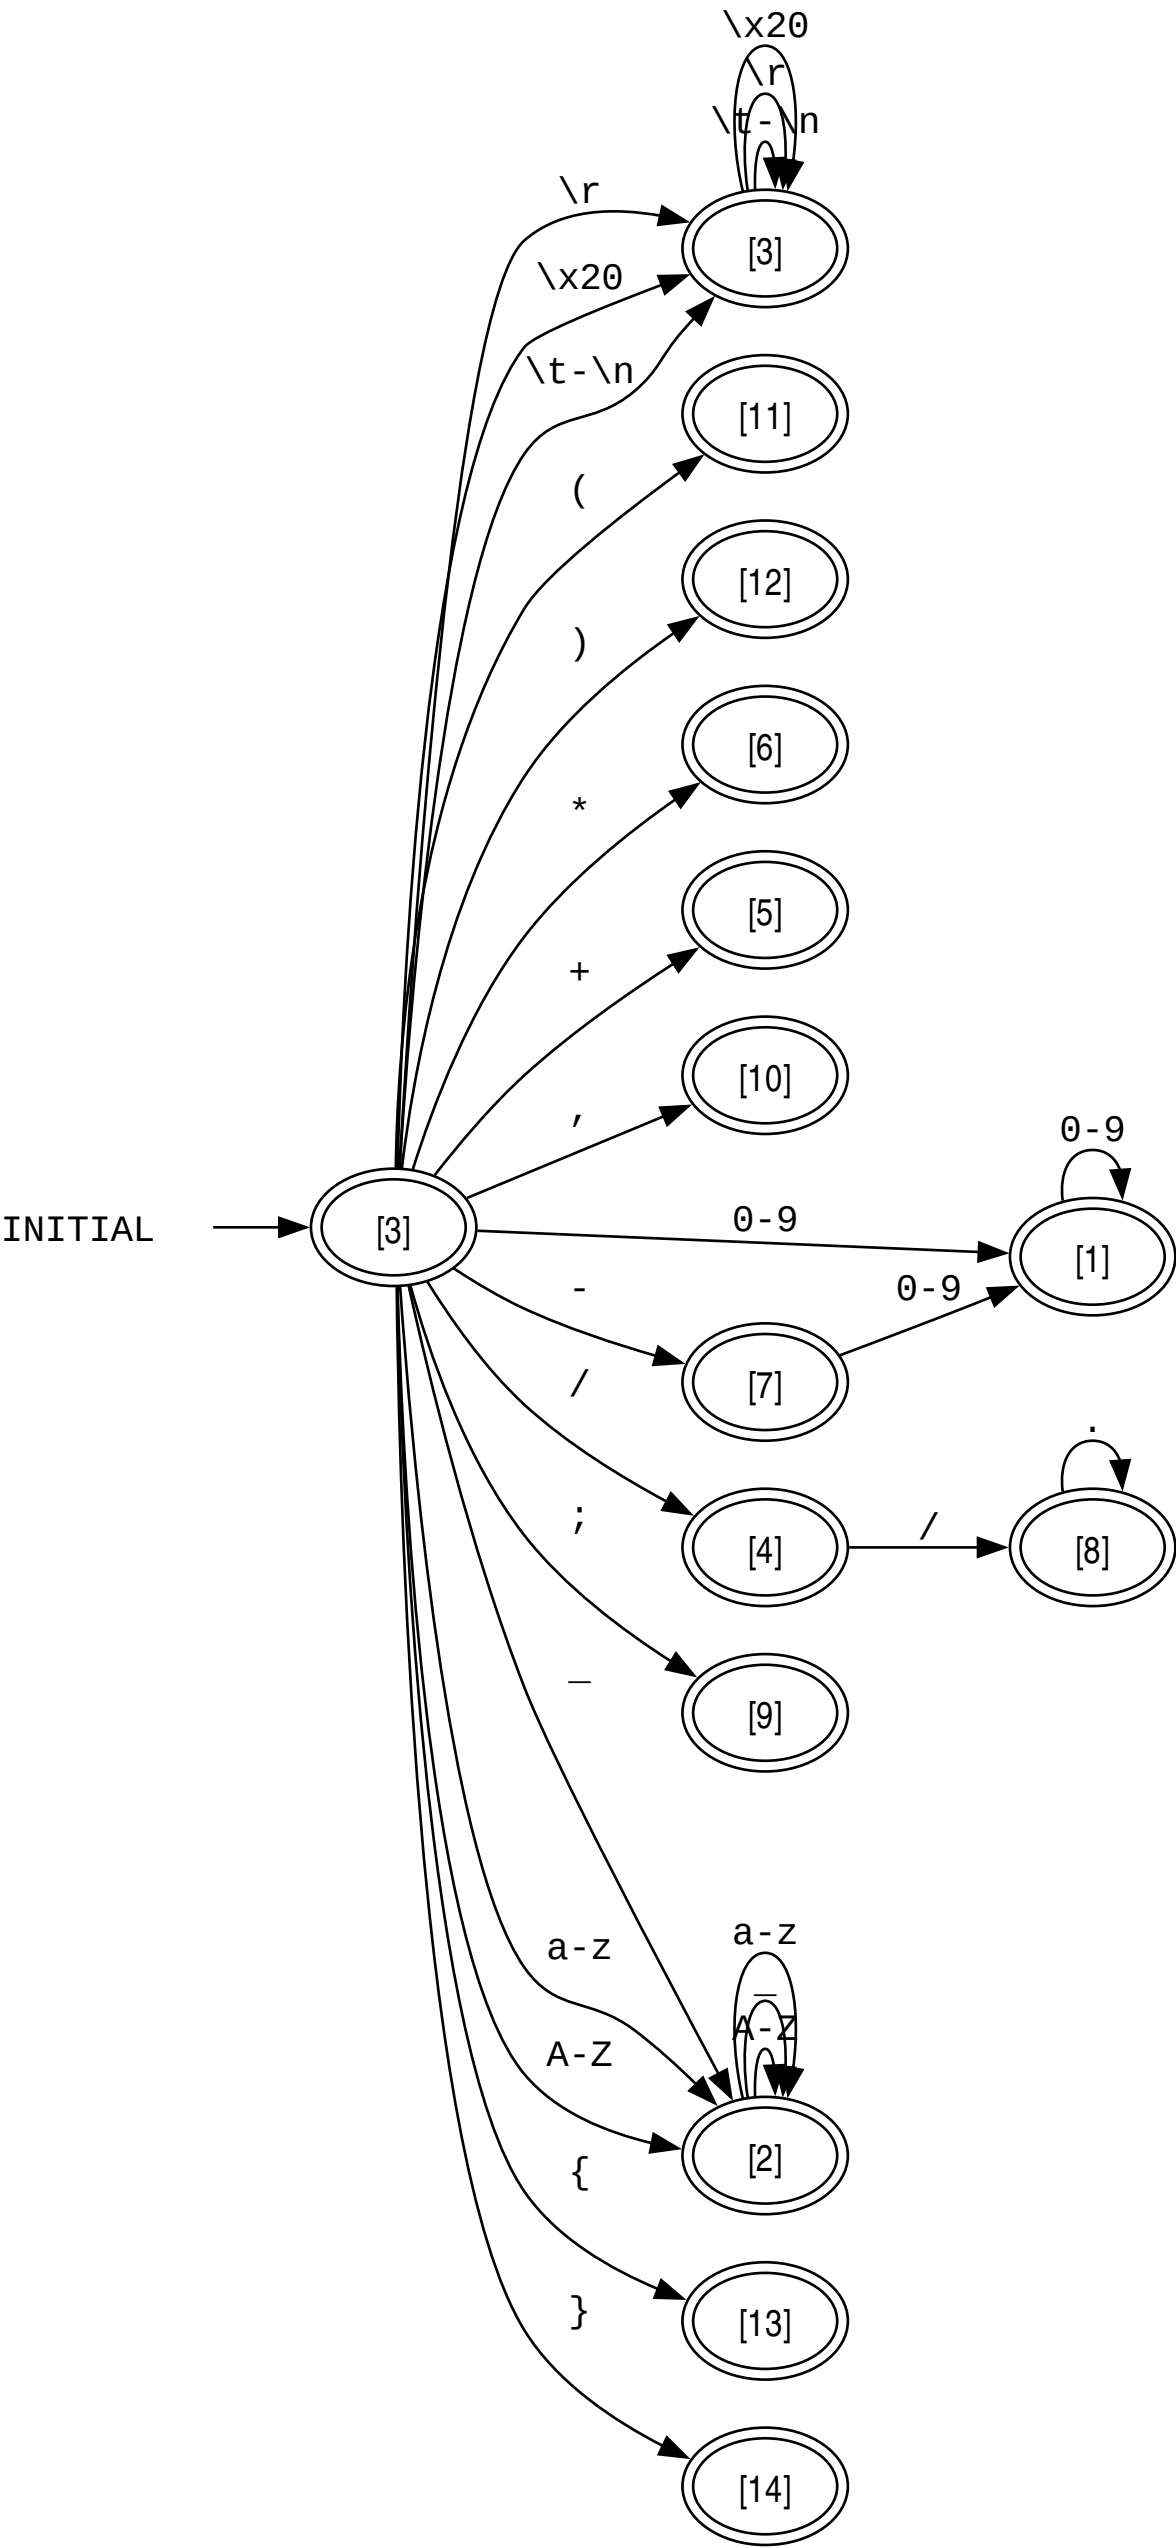 \x20
\r
\t-\n
\r
[3]
\x20
\t-\n
[11]
(
[12]
)
[6]
*
[5]
+
[10]
,
0-9
INITIAL
[3]
0-9
[1]
-
0-9
[7]
/
.
;
[4]
/
[8]
_
[9]
a-z
a-z
_
A-Z
A-Z
[2]
{
[13]
}
[14]